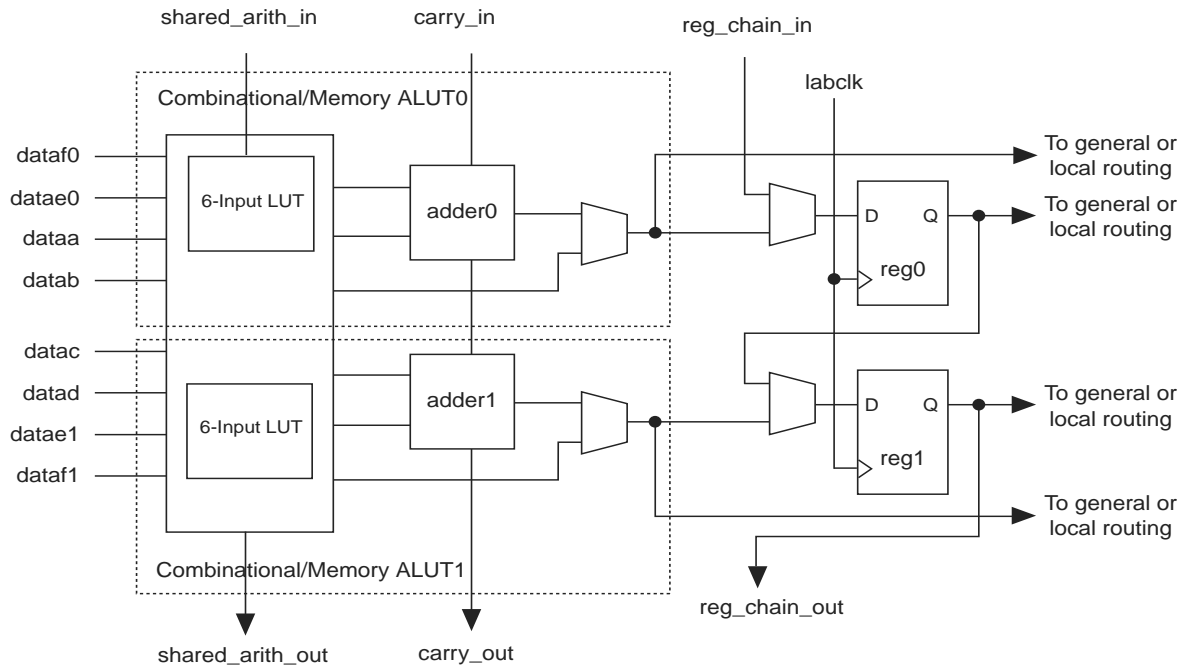 shared_arith_in
carry_in
reg_chain_in
labclk
Combinational/Memory ALUT0
dataf0
datae0
dataa
datab
6-Input LUT
adder0
D Q
reg0
To general or
local routing
To general or
local routing
datac
datad
datae1
dataf1
6-Input LUT
adder1
D Q
reg1
To general or
local routing
To general or
local routing
Combinational/Memory ALUT1
shared_arith_out
carry_out
reg_chain_out